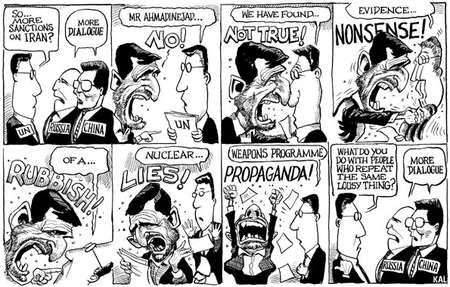 SO...
MORE
SANCTIONS
ON IRAN?
MORE
DIALOGUE
UN
RUSSIA
CHINA
MR AHMADINEJAD...
NO!
UN
WE HAVE FOUND...
NOT TRUE!
EVIDENCE...
NONSENSE!
OF A...
RUBBISH!
NUCLEAR...
LIES!
WEAPONS PROGRAMME
PROPAGANDA!
WHAT DO YOU
DO WITH PEOPLE
WHO REPEAT
THE SAME
LOUSY THING?
MORE
DIALOGUE
RUSSIA
CHINA
KAL